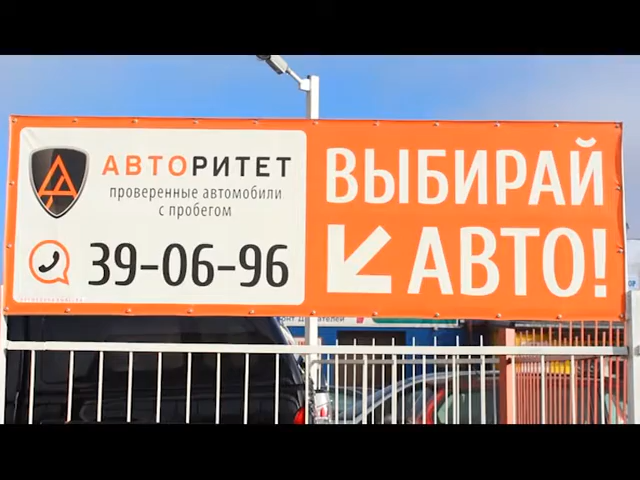 АВТОРИТЕТ
проверенные автомобили
с пробегом
39-06-96
ВЫБИРАЙ
АВТО!